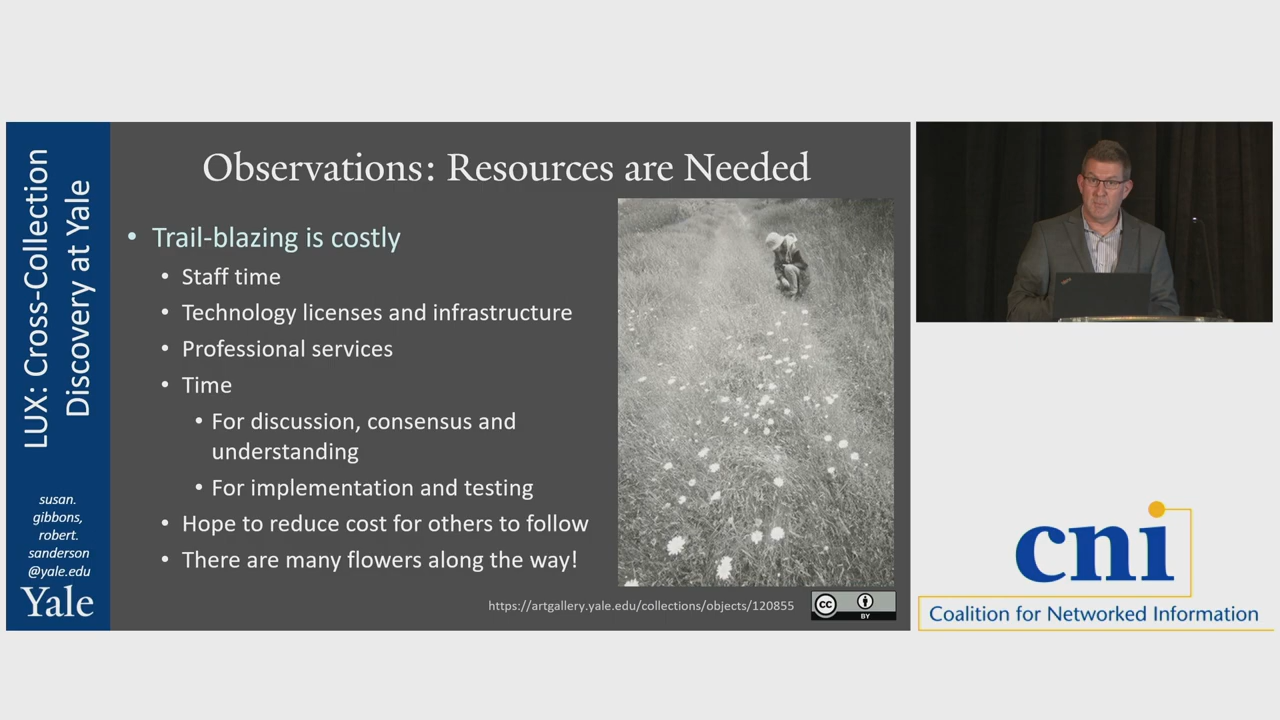 LUX: Cross-Collection
Discovery at Yale
susan.
gibbons,
robert.
sanderson
@yale.edu
Yale
Observations: Resources are Needed
• Trail-blazing is costly
• Staff time
• Technology licenses and infrastructure
• Professional services
• Time
• For discussion, consensus and
understanding
• For implementation and testing
• Hope to reduce cost for others to follow
• There are many flowers along the way!
https://artgallery.yale.edu/collections/objects/120855
cc
BY
cni
Coalition for Networked Information